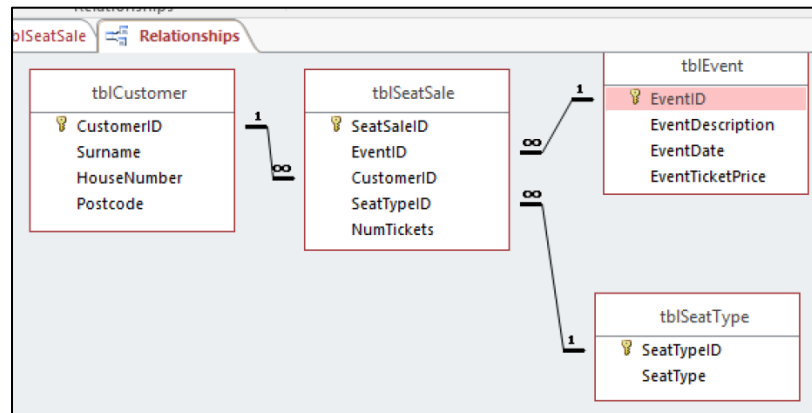 Relationships
blSeatSale
Relationships
tblCustomer
CustomerID
Surname
HouseNumber
Postcode
1
∞
tblSeatSale
SeatSaleID
EventID
CustomerID
SeatTypeID
NumTickets
∞
1
∞
1
tblEvent
EventID
EventDescription
EventDate
EventTicketPrice
tblSeatType
SeatTypeID
SeatType